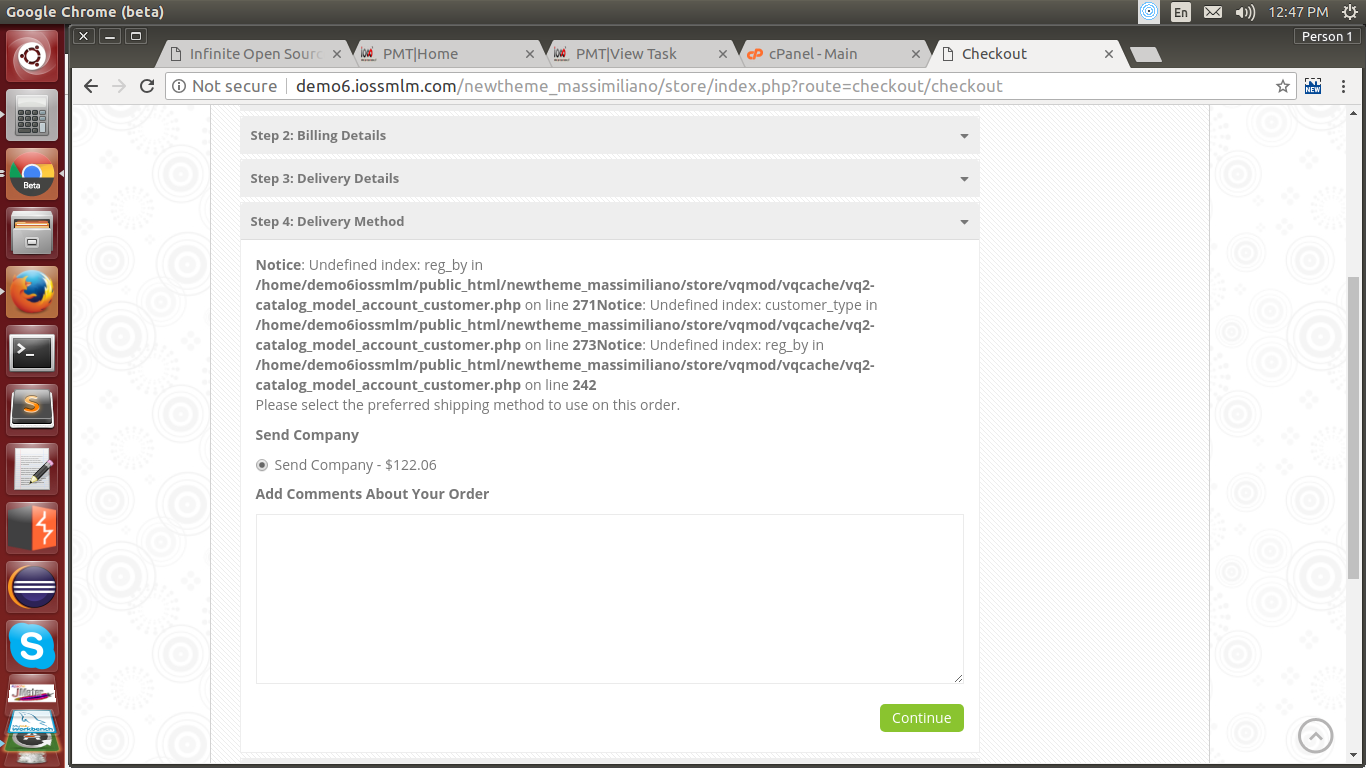 Google Chrome (beta)
En
12:47 PM
Person 1
Infinite Open Sourc
PMT|Home
PMT|View Task
cPanel - Main
Checkout
Not secure
demo6.iossmlm.com/newtheme_massimiliano/store/index.php?route=checkout/checkout
NEW
Beta
Step 2: Billing Details
Step 3: Delivery Details
Step 4: Delivery Method
Notice: Undefined index: reg_by in
/home/demo6iossmlm/public_html/newtheme_massimiliano/store/vqmod/vqcache/vq2-
catalog_model_account_customer.php on line 271Notice: Undefined index: customer_type in
/home/demo6iossmlm/public_html/newtheme_massimiliano/store/vqmod/vqcache/vq2-
catalog_model_account_customer.php on line 273Notice: Undefined index: reg_by in
/home/demo6iossmlm/public_html/newtheme_massimiliano/store/vqmod/vqcache/vq2-
catalog_model_account_customer.php on line 242
Please select the preferred shipping method to use on this order.
Send Company
Send Company - $122.06
Add Comments About Your Order
Continue